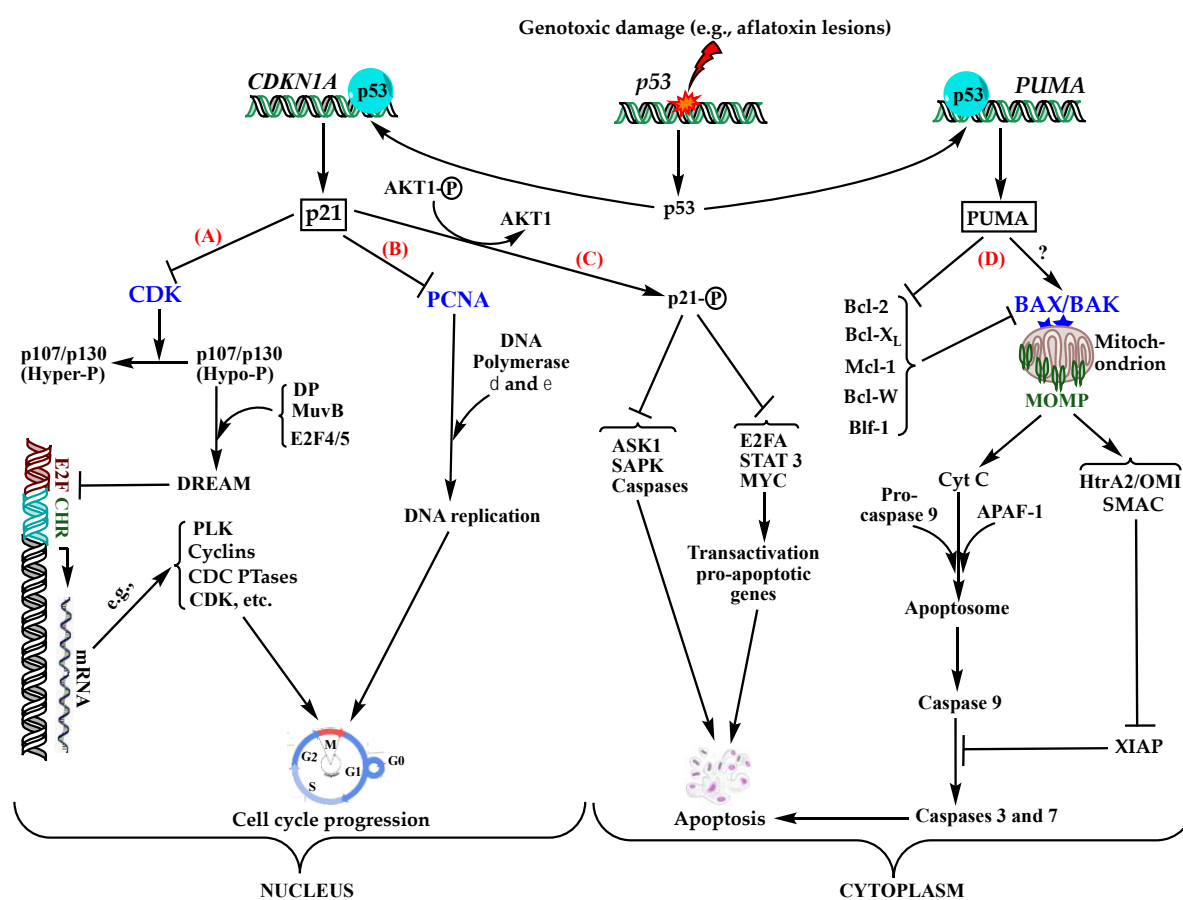 Genotoxic damage (e.g., aflatoxin lesions)
CDKN1A
p53
p53
p53
PUMA
AKT1-P
AKT1
p21
p53
PUMA
(A)
(B)
(C)
(D)
?
CDK
PCNA
p21-P
Bcl-2
Bcl-XL
Mcl-1
Bcl-W
Blf-1
BAX/BAK
Mitoch-
ondrion
MOMP
p107/p130
(Hyper-P)
p107/p130
(Hypo-P)
DNA
Polymerase
d and e
DP
MuvB
E2F4/5
E2F CHR
DREAM
ASK1
SAPK
Caspases
E2FA
STAT 3
MYC
Cyt C
HtrA2/OMI
SMAC
Pro-
caspase 9
APAF-1
DNA replication
PLK
Cyclins
CDC PTases
CDK, etc.
e.g.,
mRNA
Transactivation
pro-apoptotic
genes
Apoptosome
Caspase 9
XIAP
M
G2
G1
G0
S
Cell cycle progression
Apoptosis
Caspases 3 and 7
NUCLEUS
CYTOPLASM